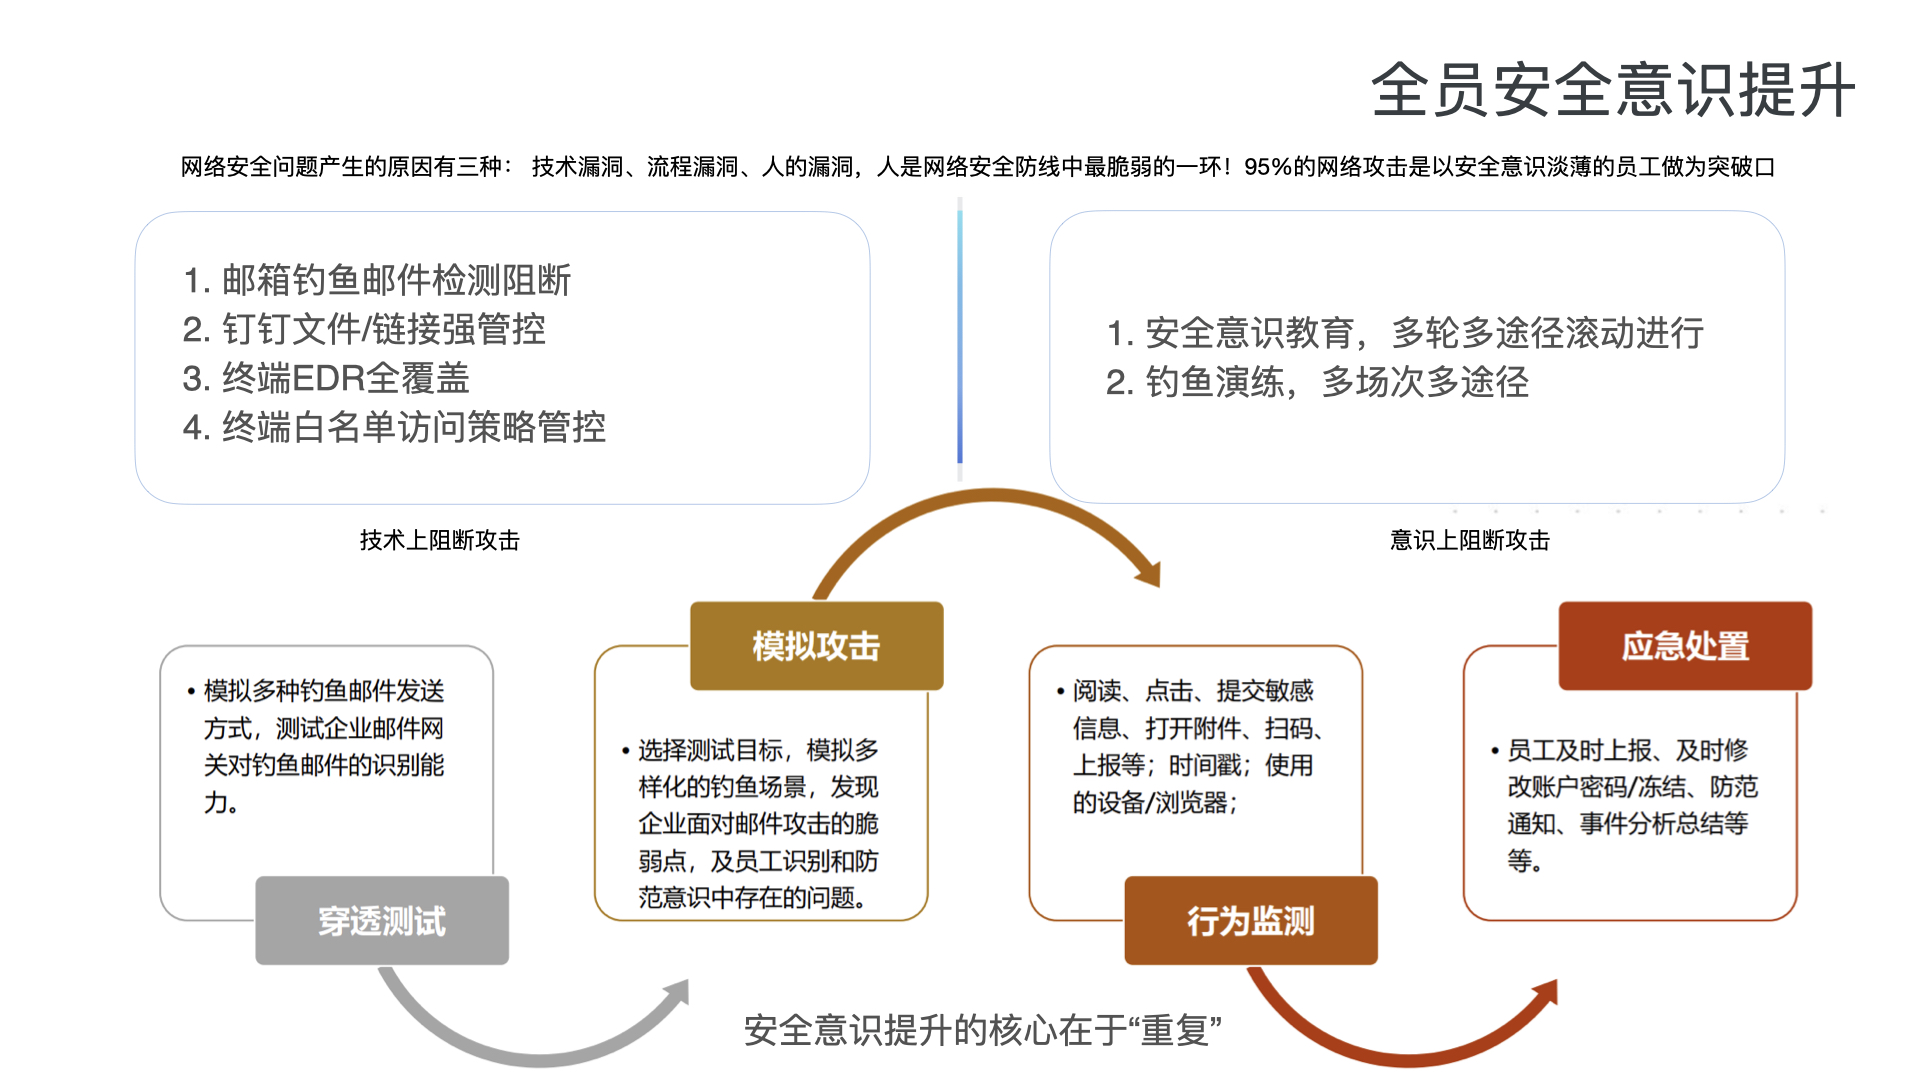 全员安全意识提升
网络安全问题产生的原因有三种： 技术漏洞、流程漏洞、人的漏洞，人是网络安全防线中最脆弱的一环！95%的网络攻击是以安全意识淡薄的员工做为突破口
1. 邮箱钓鱼邮件检测阻断
2. 钉钉文件/链接强管控
3. 终端EDR全覆盖
4. 终端白名单访问策略管控
技术上阻断攻击
1. 安全意识教育，多轮多途径滚动进行
2. 钓鱼演练，多场次多途径
意识上阻断攻击
• 模拟多种钓鱼邮件发送
方式，测试企业邮件网
关对钓鱼邮件的识别能
力。
穿透测试
模拟攻击
• 选择测试目标，模拟多
样化的钓鱼场景，发现
企业面对邮件攻击的脆
弱点，及员工识别和防
范意识中存在的问题。
• 阅读、点击、提交敏感
信息、打开附件、扫码、
上报等；时间戳；使用
的设备/浏览器；
行为监测
应急处置
• 员工及时上报、及时修
改账户密码/冻结、防范
通知、事件分析总结等
等。
安全意识提升的核心在于“重复”